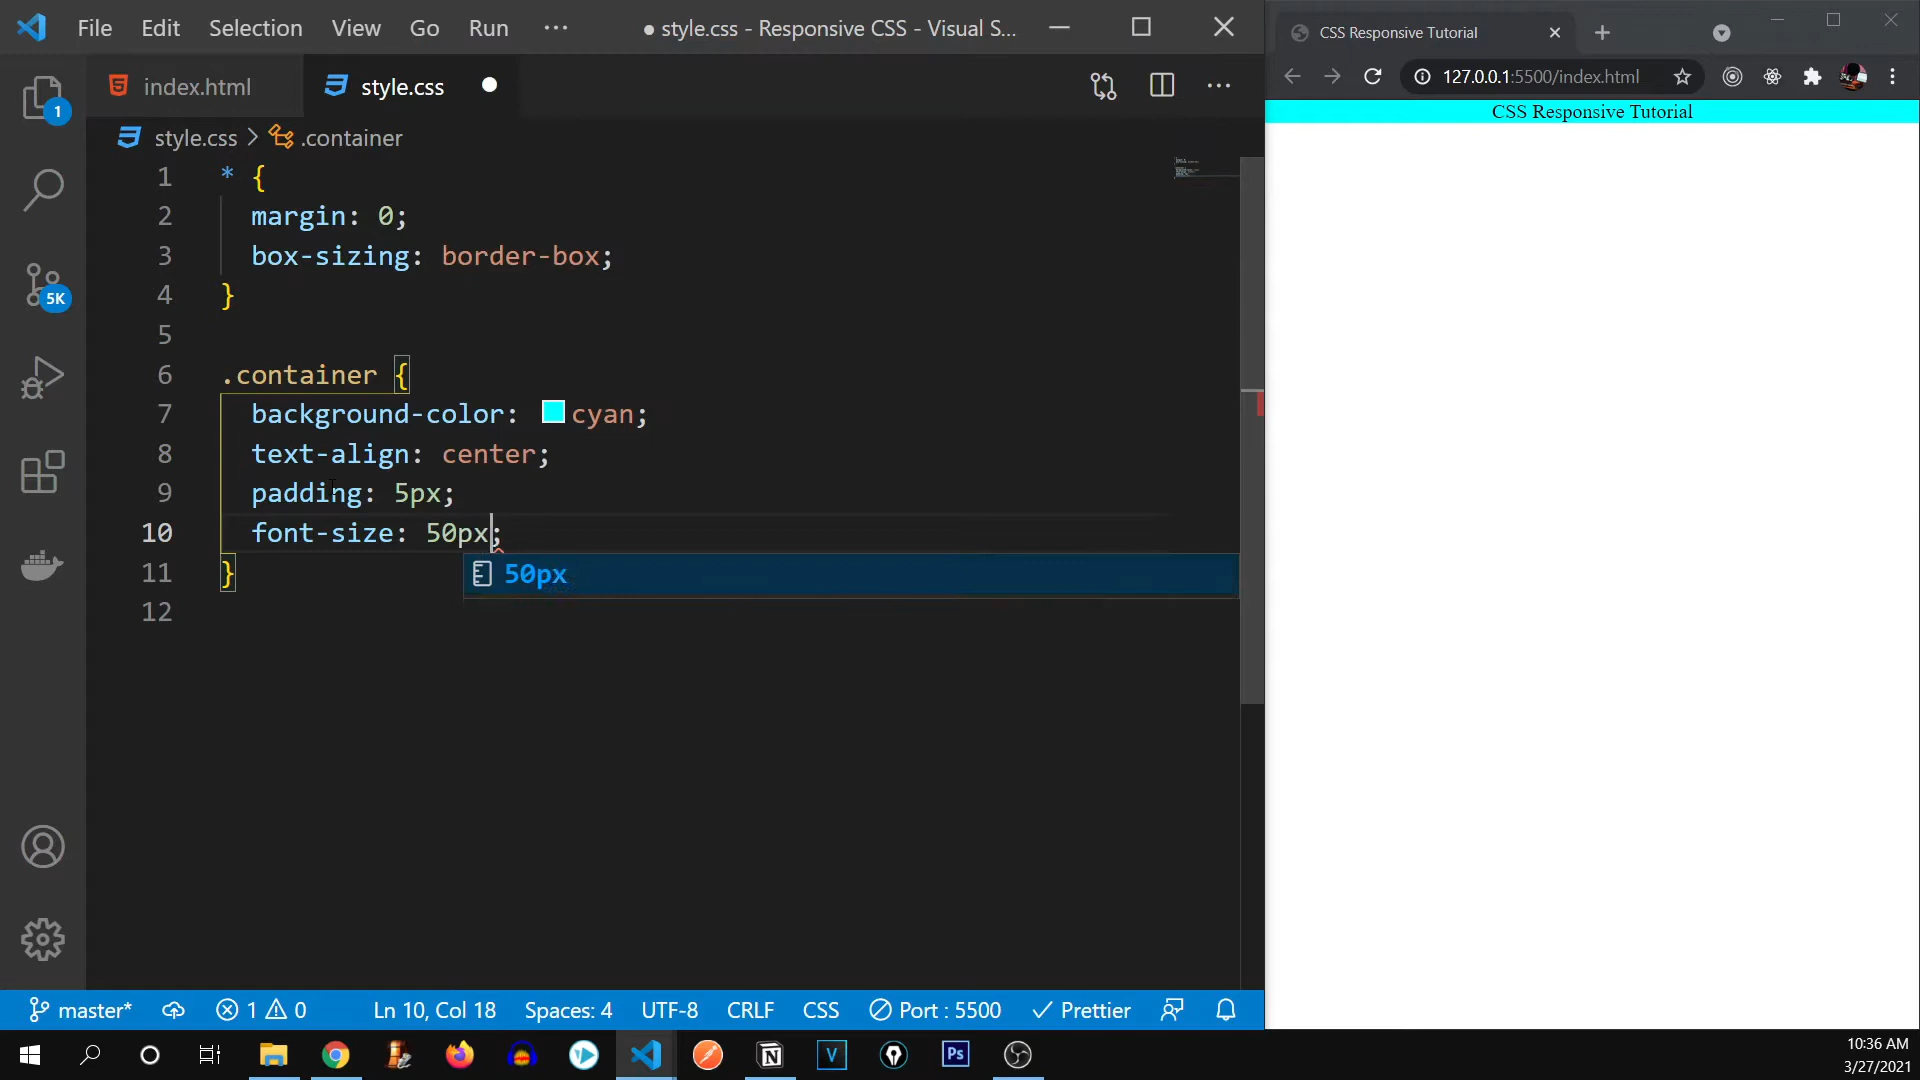 File Edit Selection View Go Run ··· ● style.css - Responsive CSS - Visual S...
index.html style.css ●
style.css > .container
1 * {
2 margin: 0;
3 box-sizing: border-box;
4 }
5
6 .container {
7 background-color: cyan;
8 text-align: center;
9 padding: 5px;
10 font-size: 50px;
50px
11 }
12
1
5K
master* 1 0 Ln 10, Col 18 Spaces: 4 UTF-8 CRLF CSS Port : 5500 Prettier
CSS Responsive Tutorial
127.0.0.1:5500/index.html
CSS Responsive Tutorial
N V Ps
10:36 AM
3/27/2021